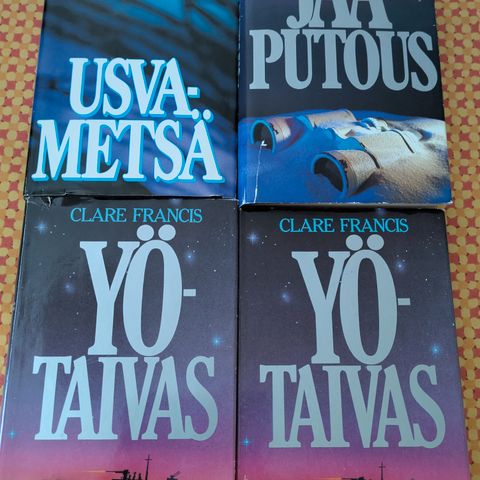 USVA-
METSÄ
JÄÄ
PUTOUS
CLARE FRANCIS
YÖ-
TAIVAS
CLARE FRANCIS
YÖ-
TAIVAS